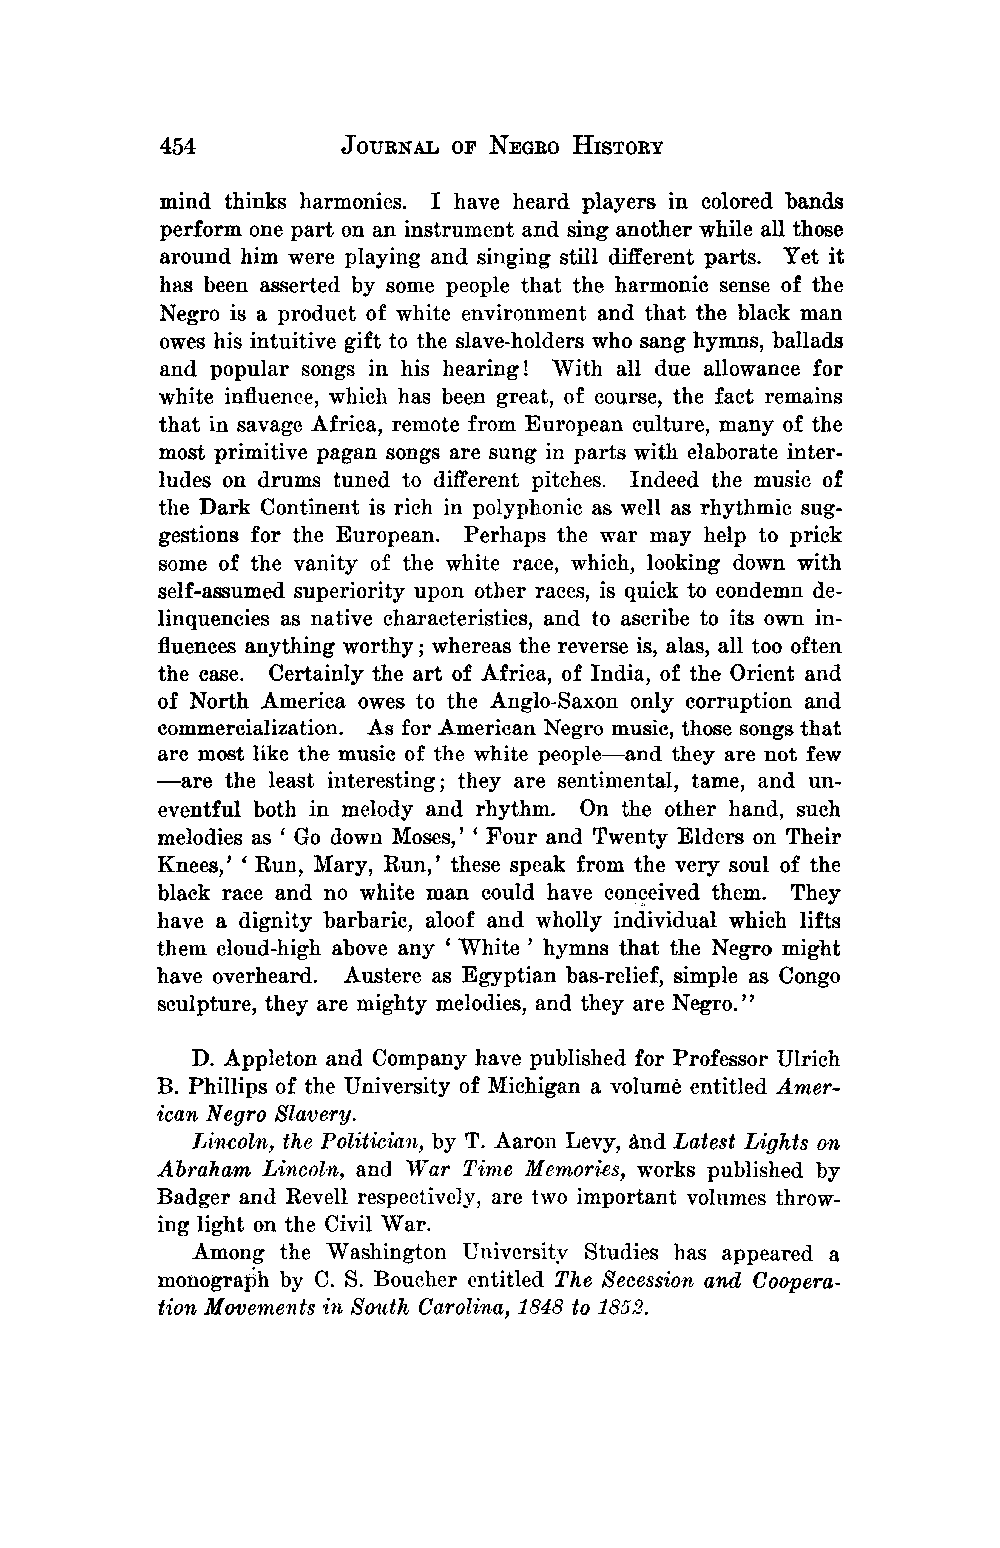 454 JOURNAL OF NEGRO HISTORY
mind thinks harmonies. I have heard players in colored bands
perform one part on an instrument and sing another while all those
around him were playing and singing still different parts. Yet it
has been asserted by some people that the harmonic sense of the
Negro is a product of white environment and that the black man
owes his intuitive gift to the slave-holders who sang hymns, ballads
and popular songs in his hearing! With all due allowance for
white influence, which has been great, of course, the fact remains
that in savage Africa, remote from European culture, many of the
most primitive pagan songs are sung in parts with elaborate inter-
ludes on drums tuned to different pitches. Indeed the music of
the Dark Continent is rich in polyphonic as well as rhythmic sug-
gestions for the European. Perhaps the war may help to prick
some of the vanity of the white race, which, looking down with
self-assumed superiority upon other races, is quick to condemn de-
linquencies as native characteristics, and to ascribe to its own in-
fluences anything worthy; whereas the reverse is, alas, all too often
the case. Certainly the art of Africa, of India, of the Orient and
of North America owes to the Anglo-Saxon only corruption and
commercialization. As for American Negro music, those songs that
are most like the music of the white people—and they are not few
—are the least interesting; they are sentimental, tame, and un-
eventful both in melody and rhythm. On the other hand, such
melodies as ‘ Go down Moses,’ ‘ Four and Twenty Elders on Their
Knees,’ ‘ Run, Mary, Run,’ these speak from the very soul of the
black race and no white man could have conceived them. They
have a dignity barbaric, aloof and wholly individual which lifts
them cloud-high above any ‘ White ’ hymns that the Negro might
have overheard. Austere as Egyptian bas-relief, simple as Congo
sculpture, they are mighty melodies, and they are Negro.’’
D. Appleton and Company have published for Professor Ulrich
B. Phillips of the University of Michigan a volume entitled Amer-
ican Negro Slavery.
Lincoln, the Politician, by T. Aaron Levy, and Latest Lights on
Abraham Lincoln, and War Time Memories, works published by
Badger and Revell respectively, are two important volumes throw-
ing light on the Civil War.
Among the Washington University Studies has appeared a
monograph by C. S. Boucher entitled The Secession and Coopera-
tion Movements in South Carolina, 1848 to 1852.